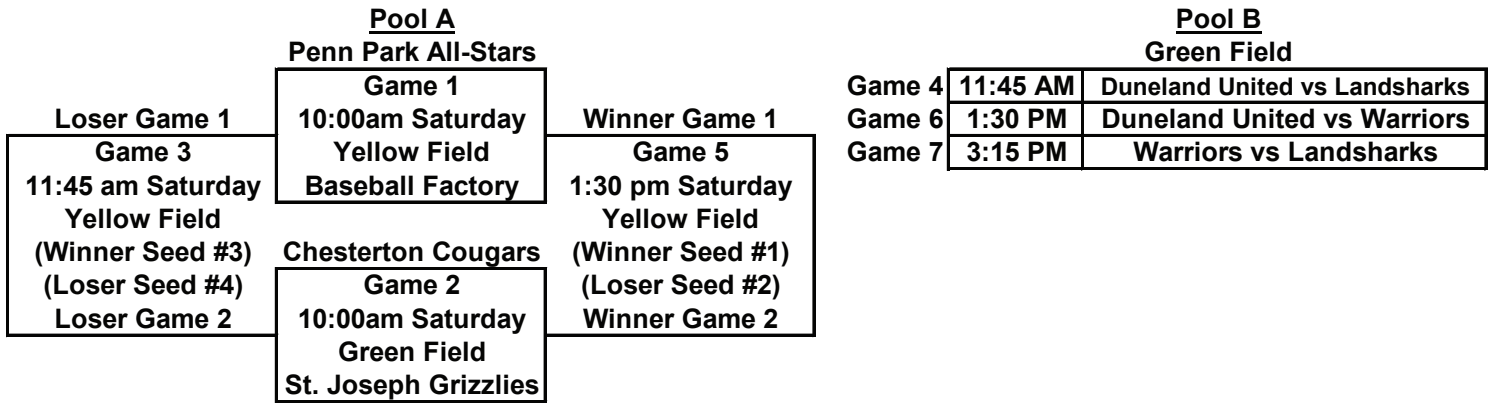 Pool A
Penn Park All-Stars
Game 1
10:00am Saturday
Yellow Field
Baseball Factory
Loser Game 1
Game 3
11:45 am Saturday
Yellow Field
(Winner Seed #3)
(Loser Seed #4)
Loser Game 2
Chesterton Cougars
Game 2
10:00am Saturday
Green Field
St. Joseph Grizzlies
Winner Game 1
Game 5
1:30 pm Saturday
Yellow Field
(Winner Seed #1)
(Loser Seed #2)
Winner Game 2
Pool B
Green Field
Game 4 11:45 AM Duneland United vs Landsharks
Game 6 1:30 PM Duneland United vs Warriors
Game 7 3:15 PM Warriors vs Landsharks